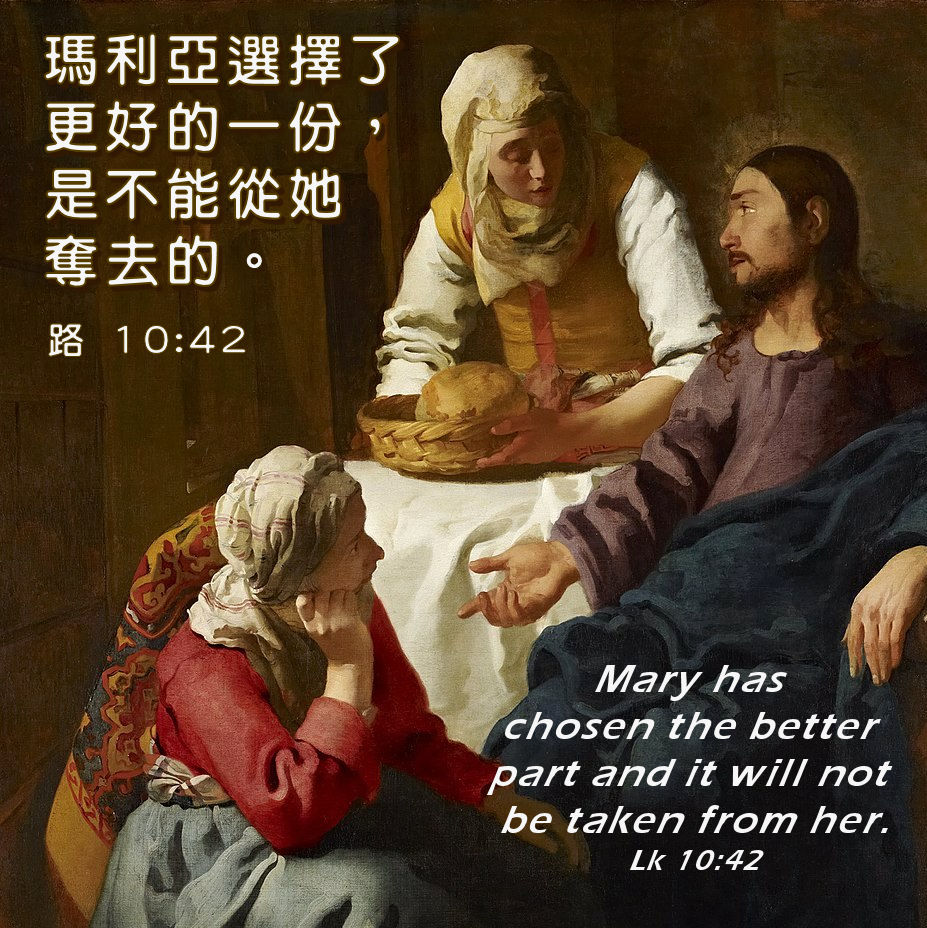 瑪利亞選擇了
更好的一份，
是不能從她
奪去的。
路 10:42
Mary has
chosen the better
part and it will not
be taken from her.
Lk 10:42